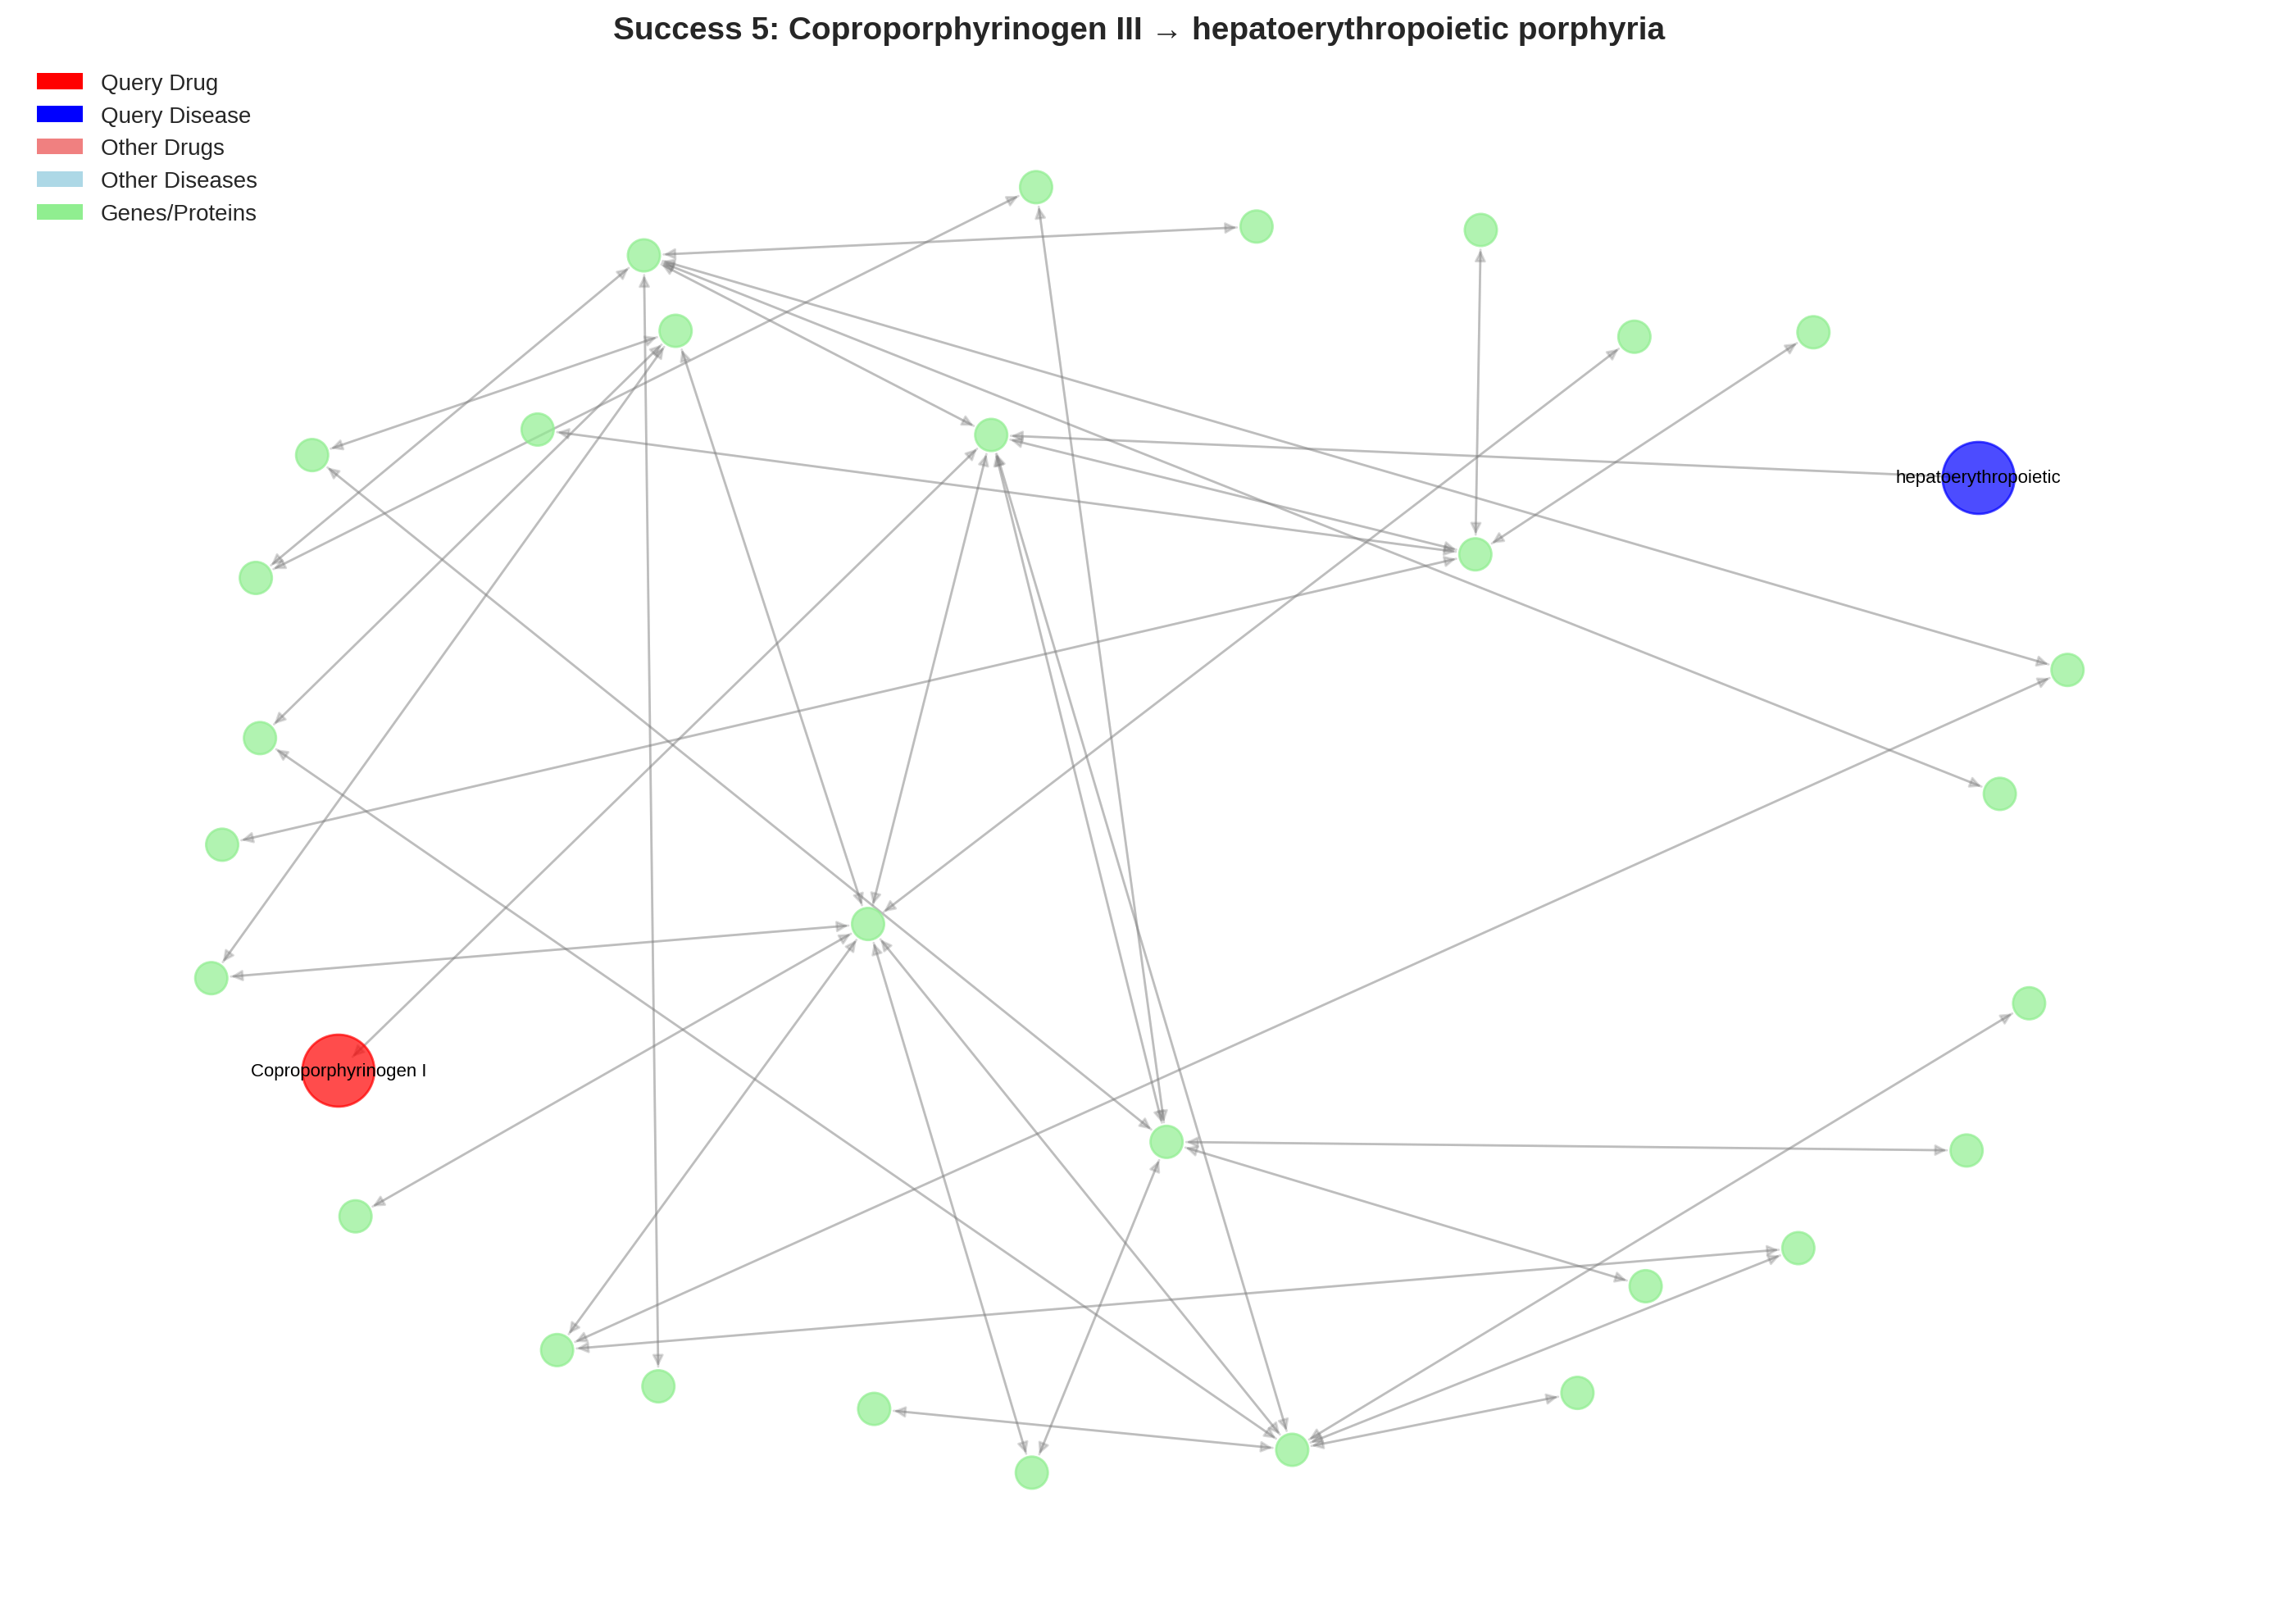 Success 5: Coproporphyrinogen III → hepatoerythropoietic porphyria
Query Drug
Query Disease
Other Drugs
Other Diseases
Genes/Proteins
hepatoerythropoietic
Coproporphyrinogen I